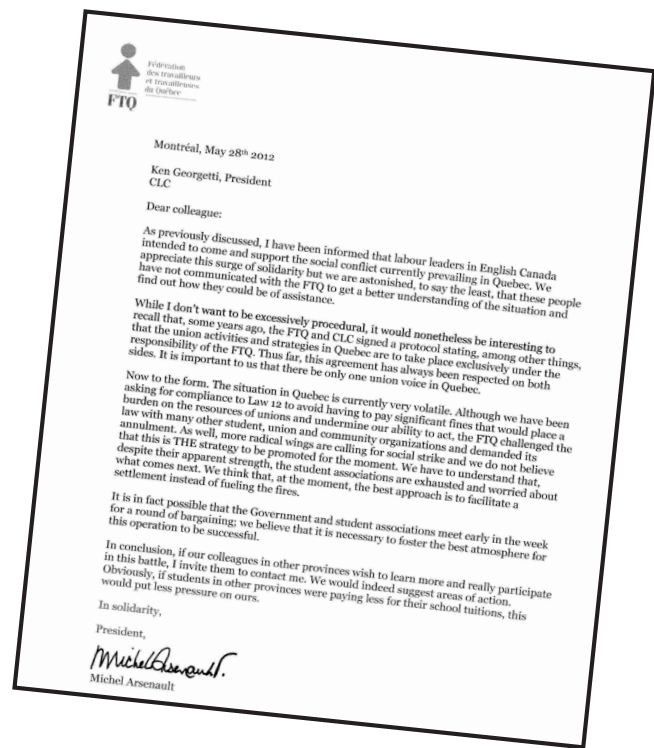 Fédération
des travailleurs
et travailleuses
du Québec
FTQ
Montréal, May 28th 2012
Ken Georgetti, President
CLC
Dear colleague:
As previously discussed, I have been informed that labour leaders in English Canada
intended to come and support the social conflict currently prevailing in Quebec. We
appreciate this surge of solidarity but we are astonished, to say the least, that these people
have not communicated with the FTQ to get a better understanding of the situation and
find out how they could be of assistance.
While I don't want to be excessively procedural, it would nonetheless be interesting to
recall that, some years ago, the FTQ and CLC signed a protocol stating, among other things,
that the union activities and strategies in Quebec are to take place exclusively under the
responsibility of the FTQ. Thus far, this agreement has always been respected on both
sides. It is important to us that there be only one union voice in Quebec.
Now to the form. The situation in Quebec is currently very volatile. Although we have been
asking for compliance to Law 12 to avoid having to pay significant fines that would place a
burden on the resources of unions and undermine our ability to act, the FTQ challenged the
law with many other student, union and community organizations and demanded its
annulment. As well, more radical wings are calling for social strike and we do not believe
that this is THE strategy to be promoted for the moment. We have to understand that,
despite their apparent strength, the student associations are exhausted and worried about
what comes next. We think that, at the moment, the best approach is to facilitate a
settlement instead of fueling the fires.
It is in fact possible that the Government and student associations meet early in the week
for a round of bargaining; we believe that it is necessary to foster the best atmosphere for
this operation to be successful.
In conclusion, if our colleagues in other provinces wish to learn more and really participate
in this battle, I invite them to contact me. We would indeed suggest areas of action.
Obviously, if students in other provinces were paying less for their school tuitions, this
would put less pressure on ours.
In solidarity,
President,
Michel Arsenault
Michel Arsenault